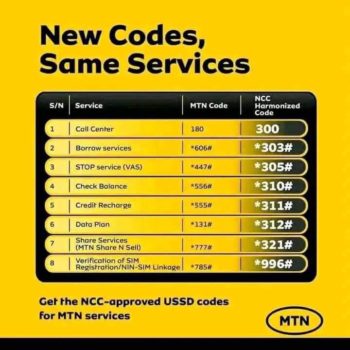 New Codes,
Same Services
S/N Service MTN Code NCC
Harmonized
Code
1 Call Center 180 300
2 Borrow services *606# *303#
3 STOP service (VAS) *447# *305#
4 Check Balance *556# *310#
5 Credit Recharge *555# *311#
6 Data Plan *131# *312#
7 Share Services
(MTN Share N Sell) *777# *321#
8 Verification of SIM
Registration/NIN-SIM Linkage *785# *996#
Get the NCC-approved USSD codes
for MTN services
MTN